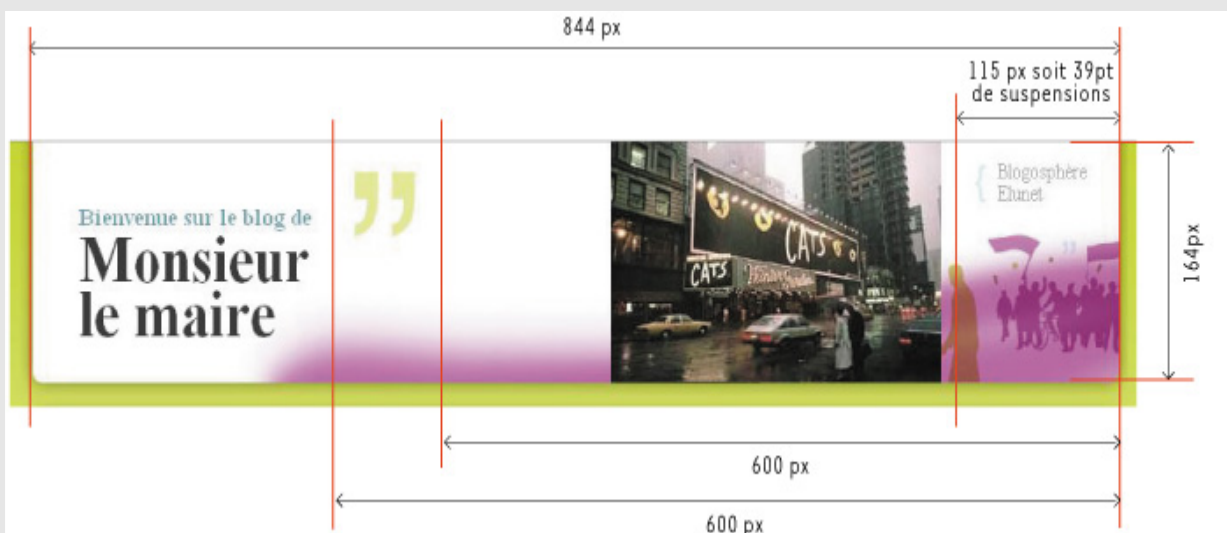 844 px
115 px soit 39pt
de suspensions
Blogosphère
Elunet
Bienvenue sur le blog de
Monsieur
le maire
CATS
CATS
164px
600 px
600 px